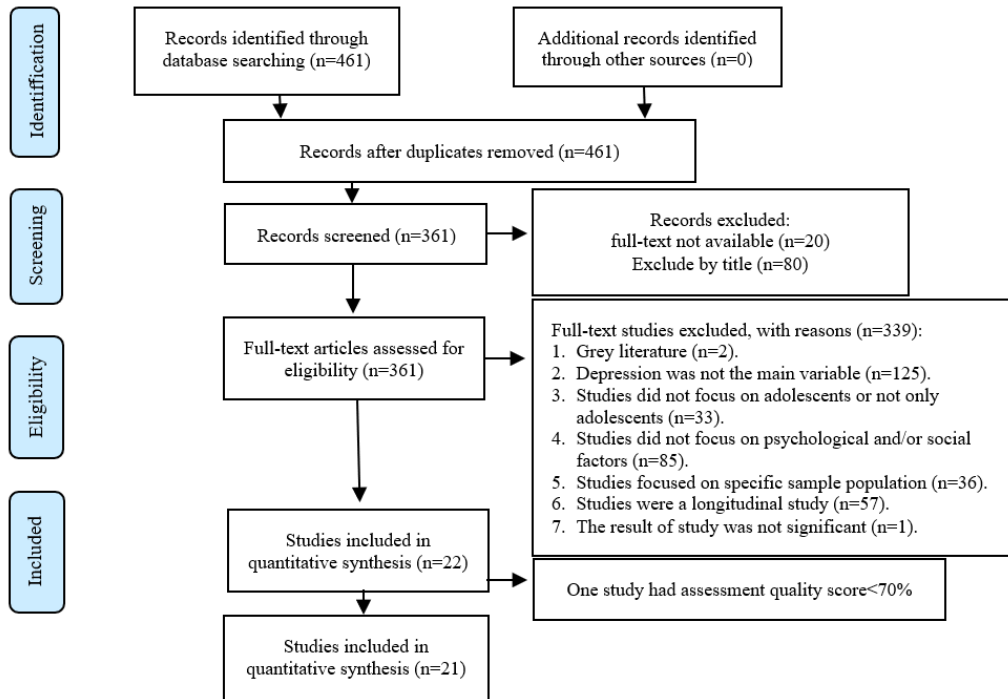 Identiffication
Records identified through
database searching (n=461)
Additional records identified
through other sources (n=0)
Records after duplicates removed (n=461)
Screening
Records screened (n=361)
Records excluded:
full-text not available (n=20)
Exclude by title (n=80)
Eligibility
Full-text articles assessed for
eligibility (n=361)
Full-text studies excluded, with reasons (n=339):
1. Grey literature (n=2).
2. Depression was not the main variable (n=125).
3. Studies did not focus on adolescents or not only
adolescents (n=33).
4. Studies did not focus on psychological and/or social
factors (n=85).
5. Studies focused on specific sample population (n=36).
6. Studies were a longitudinal study (n=57).
7. The result of study was not significant (n=1).
Included
Studies included in
quantitative synthesis (n=22)
One study had assessment quality score<70%
Studies included in
quantitative synthesis (n=21)